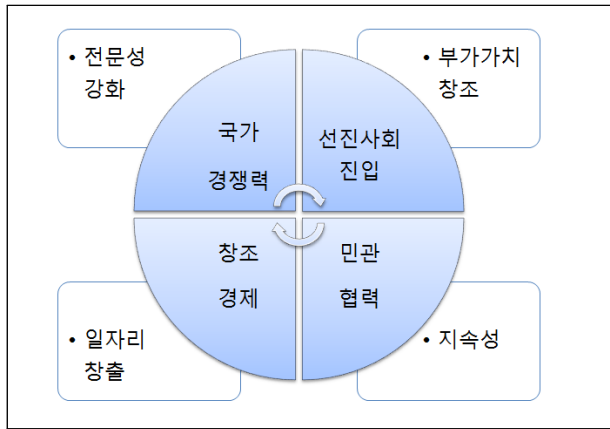 • 전문성
강화
• 부가가치
창조
국가
경쟁력
선진사회
진입
창조
경제
민관
협력
• 일자리
창출
• 지속성